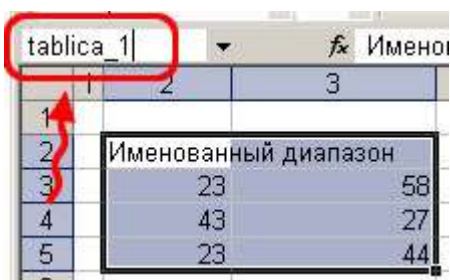 tablica_1 fx Имено
1 2 3
1
2 Именованный диапазон
3 23 58
4 43 27
5 23 44